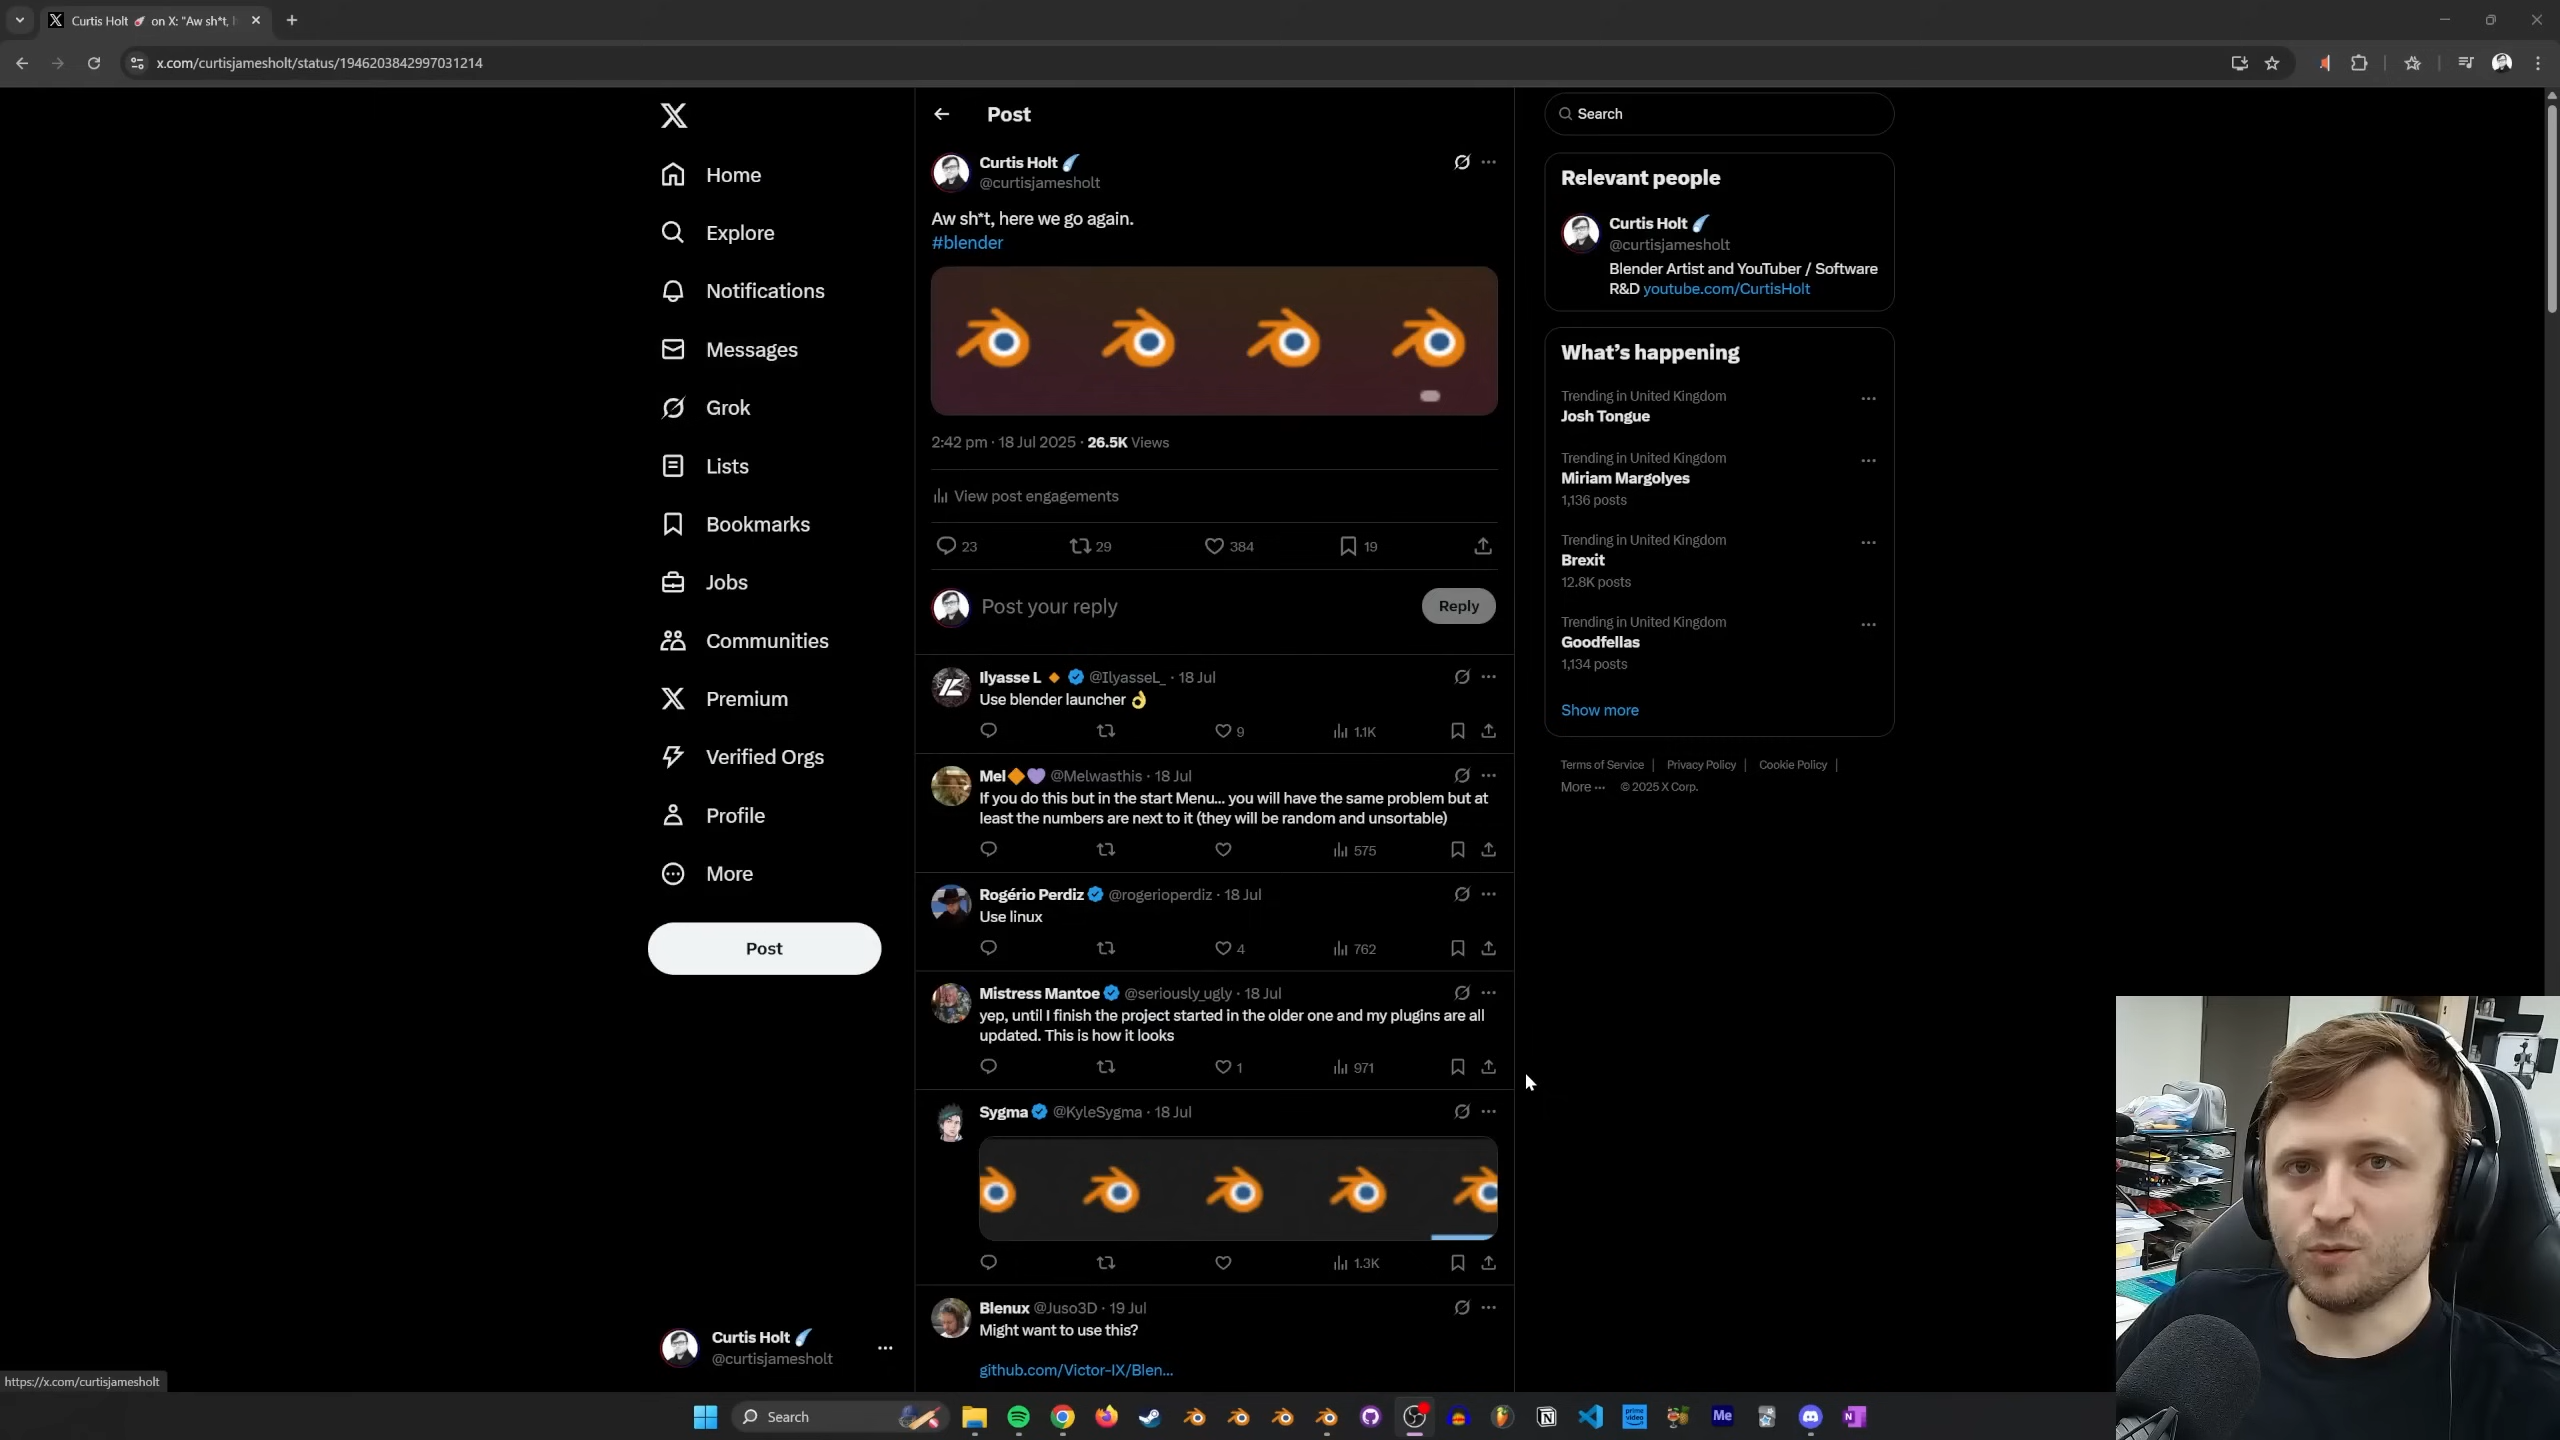 Curtis Holt on X: "Aw sh*t, h
x.com/curtisjamesholt/status/1946203842997031214
Home
Explore
Notifications
Messages
Grok
Lists
Bookmarks
Jobs
Communities
Premium
Verified Orgs
Profile
More
Post
Curtis Holt
@curtisjamesholt
https://x.com/curtisjamesholt
Post
Curtis Holt
@curtisjamesholt
Aw sh*t, here we go again.
#blender
2:42 pm · 18 Jul 2025 · 26.5K Views
View post engagements
23
29
384
19
Post your reply
Reply
Ilyasse L @IlyasseL_ · 18 Jul
Use blender launcher 👌
9
1.1K
Mel @Melwasthis · 18 Jul
If you do this but in the start Menu... you will have the same problem but at
least the numbers are next to it (they will be random and unsortable)
575
Rogério Perdiz @rogerioperdiz · 18 Jul
Use linux
4
762
Mistress Mantoe @seriously_ugly · 18 Jul
yep, until I finish the project started in the older one and my plugins are all
updated. This is how it looks
1
971
Sygma @KyleSygma · 18 Jul
1.3K
Blenux @Juso3D · 19 Jul
Might want to use this?
github.com/Victor-IX/Blen...
Search
Relevant people
Curtis Holt
@curtisjamesholt
Blender Artist and YouTuber / Software
R&D youtube.com/CurtisHolt
What's happening
Trending in United Kingdom
Josh Tongue
Trending in United Kingdom
Miriam Margolyes
1,136 posts
Trending in United Kingdom
Brexit
12.8K posts
Trending in United Kingdom
Goodfellas
1,134 posts
Show more
Terms of Service | Privacy Policy | Cookie Policy |
More ··· © 2025 X Corp.
Search
prime video
Me
N